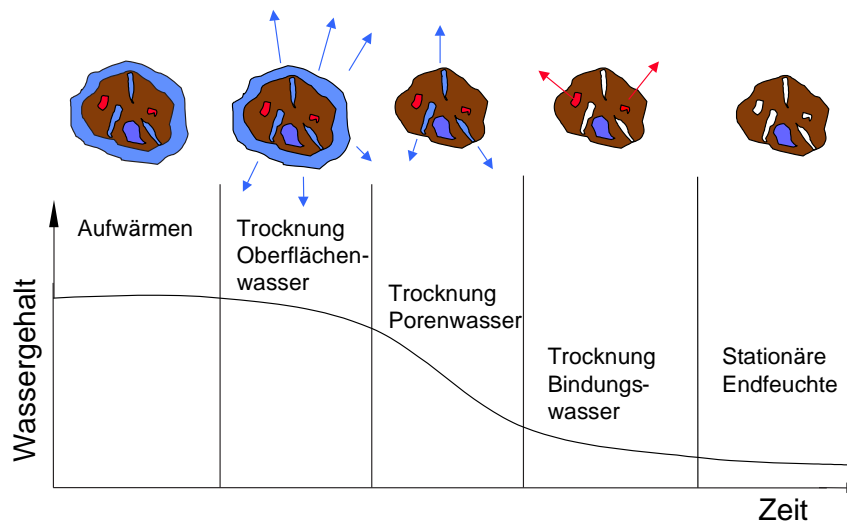 Aufwärmen
Trocknung
Oberflächen-
wasser
Trocknung
Porenwasser
Trocknung
Bindungs-
wasser
Stationäre
Endfeuchte
Wassergehalt
Zeit